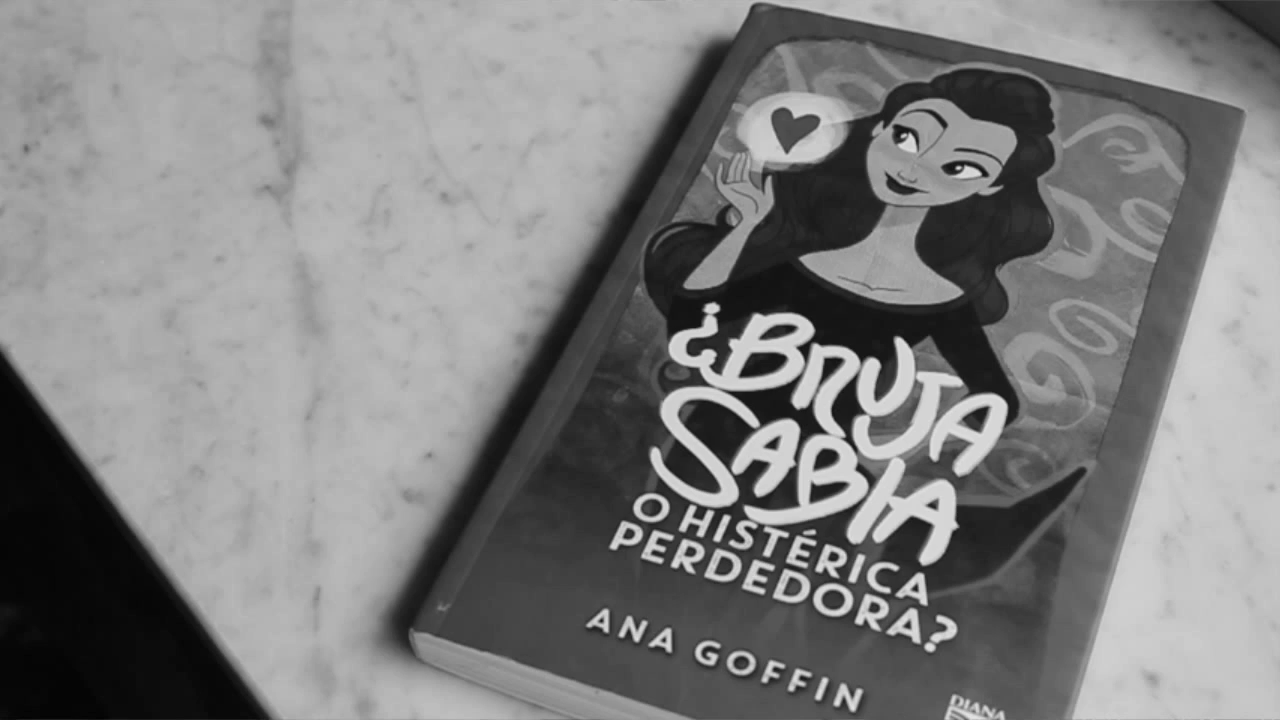 ¿BRUJA
SABIA
O HISTÉRICA
PERDEDORA?
ANA GOFFIN
DIANA